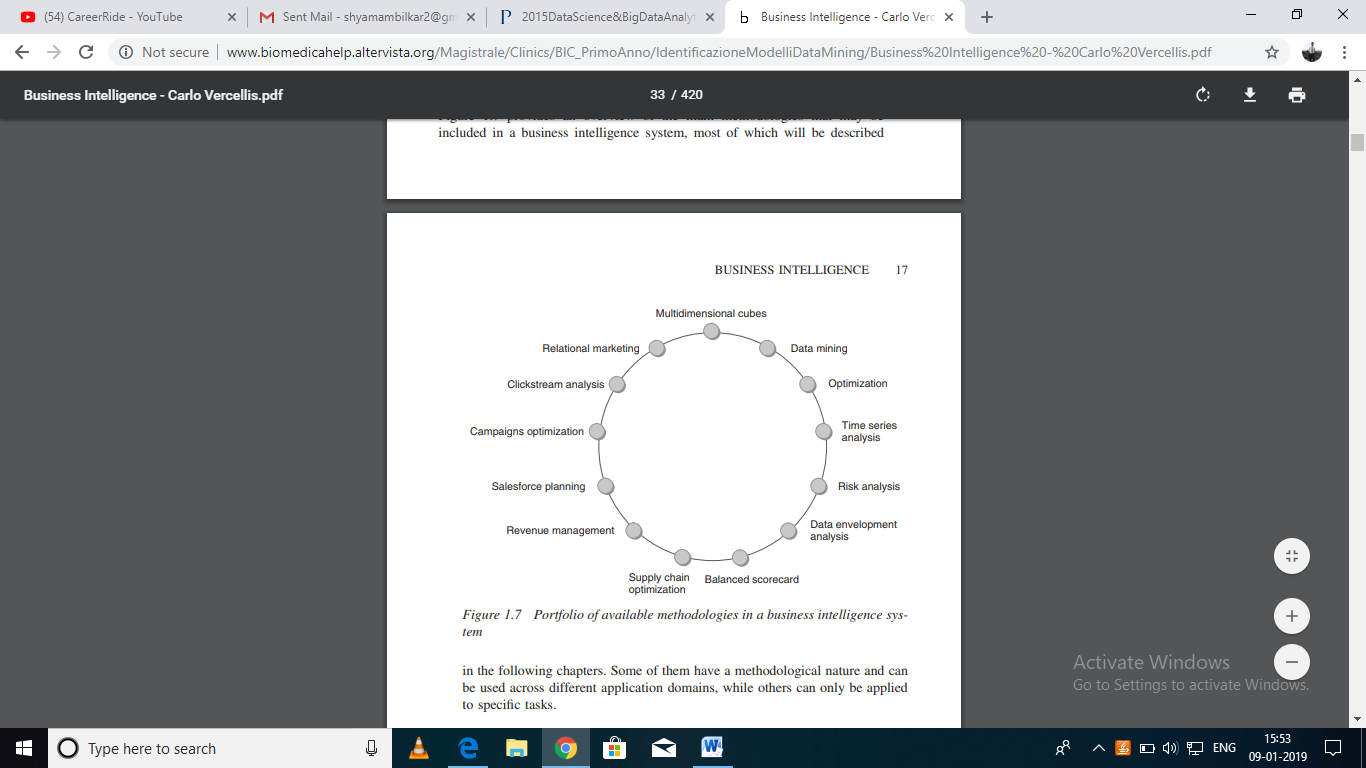 (54) CareerRide - YouTube
Sent Mail - shyamambilkar2@gm
2015DataScience&BigDataAnaly
Business Intelligence - Carlo Verc
Not secure
www.biomedicahelp.altervista.org/Magistrale/Clinics/BIC_PrimoAnno/IdentificazioneModelliDataMining/Business%20Intelligence%20-%20Carlo%20Vercellis.pdf
Business Intelligence - Carlo Vercellis.pdf
33 / 420
included in a business intelligence system, most of which will be described
BUSINESS INTELLIGENCE 17
Multidimensional cubes
Relational marketing
Data mining
Clickstream analysis
Optimization
Campaigns optimization
Time series
analysis
Salesforce planning
Risk analysis
Revenue management
Data envelopment
analysis
Supply chain
optimization
Balanced scorecard
Figure 1.7 Portfolio of available methodologies in a business intelligence sys-
tem
in the following chapters. Some of them have a methodological nature and can
be used across different application domains, while others can only be applied
to specific tasks.
Activate Windows
Go to Settings to activate Windows.
Type here to search
ENG
15:53
09-01-2019